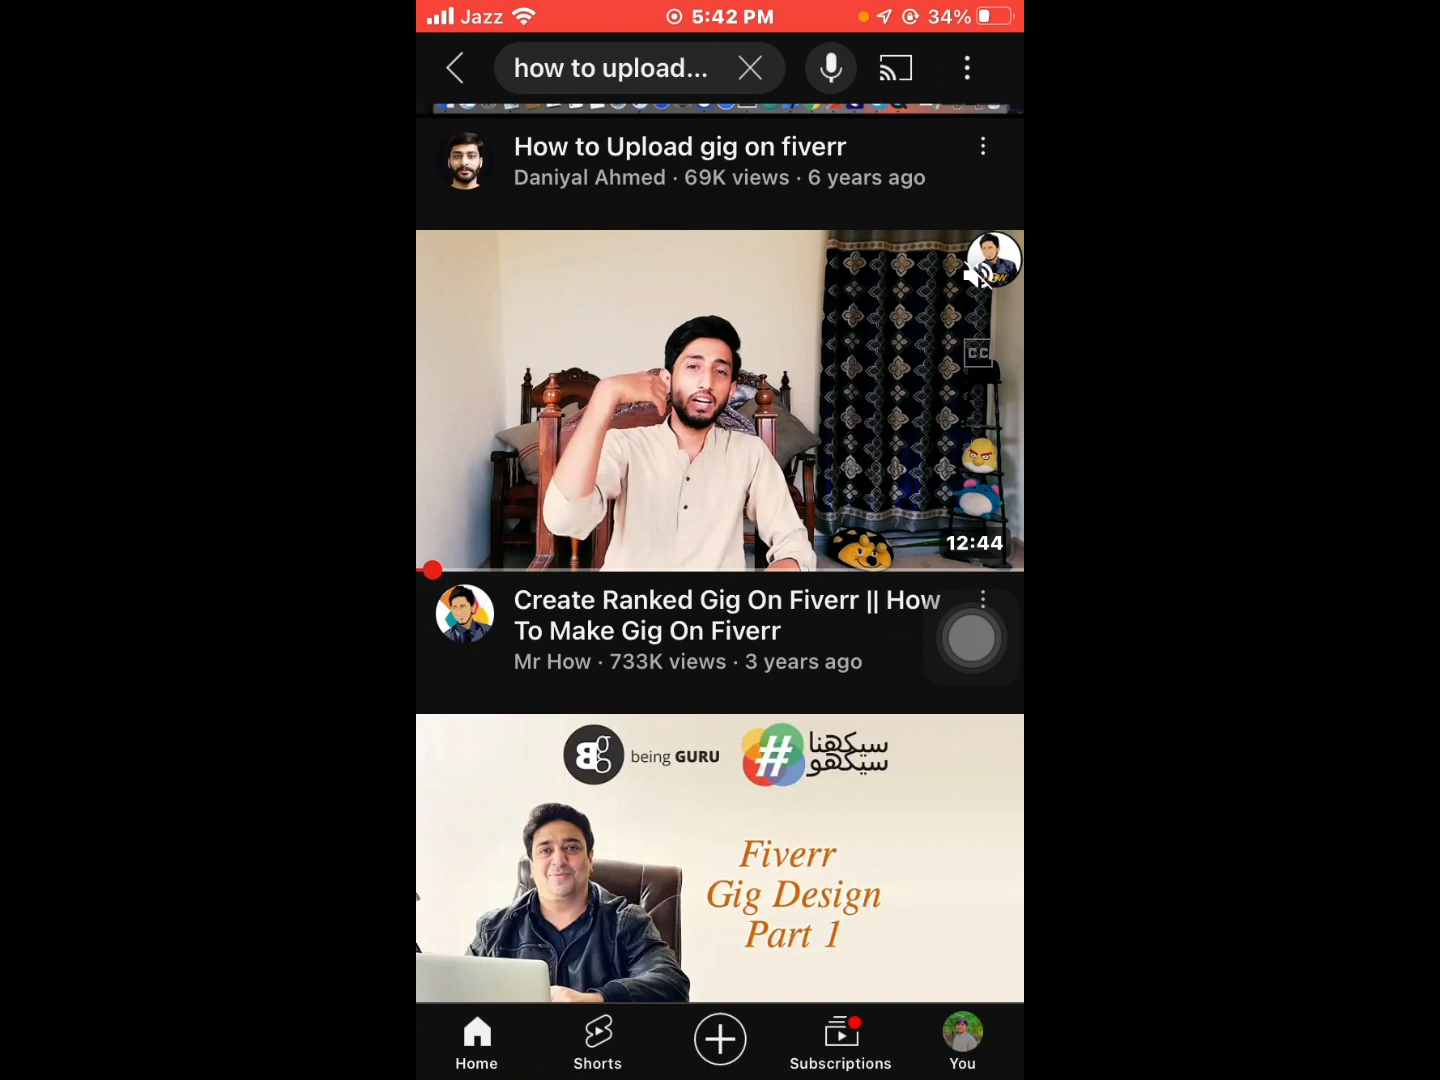 Jazz 5:42 PM 34%
how to upload...
How to Upload gig on fiverr
Daniyal Ahmed · 69K views · 6 years ago
CC
12:44
Create Ranked Gig On Fiverr || How
To Make Gig On Fiverr
Mr How · 733K views · 3 years ago
Bg being GURU
#
سیکھنا
سیکھو
Fiverr
Gig Design
Part 1
Home Shorts Subscriptions You